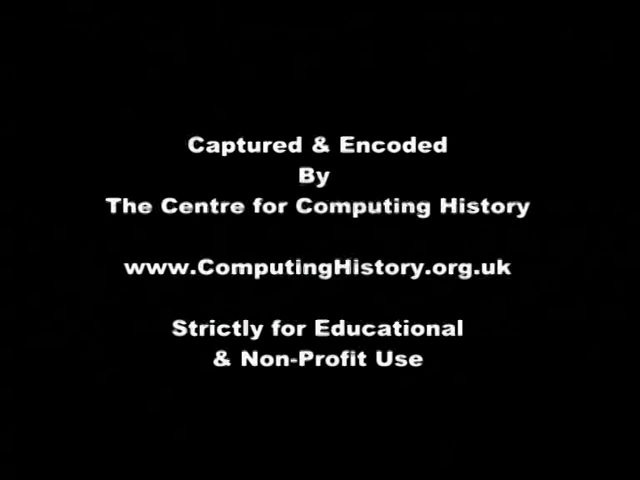 Captured & Encoded
By
The Centre for Computing History
www.ComputingHistory.org.uk
Strictly for Educational
& Non-Profit Use